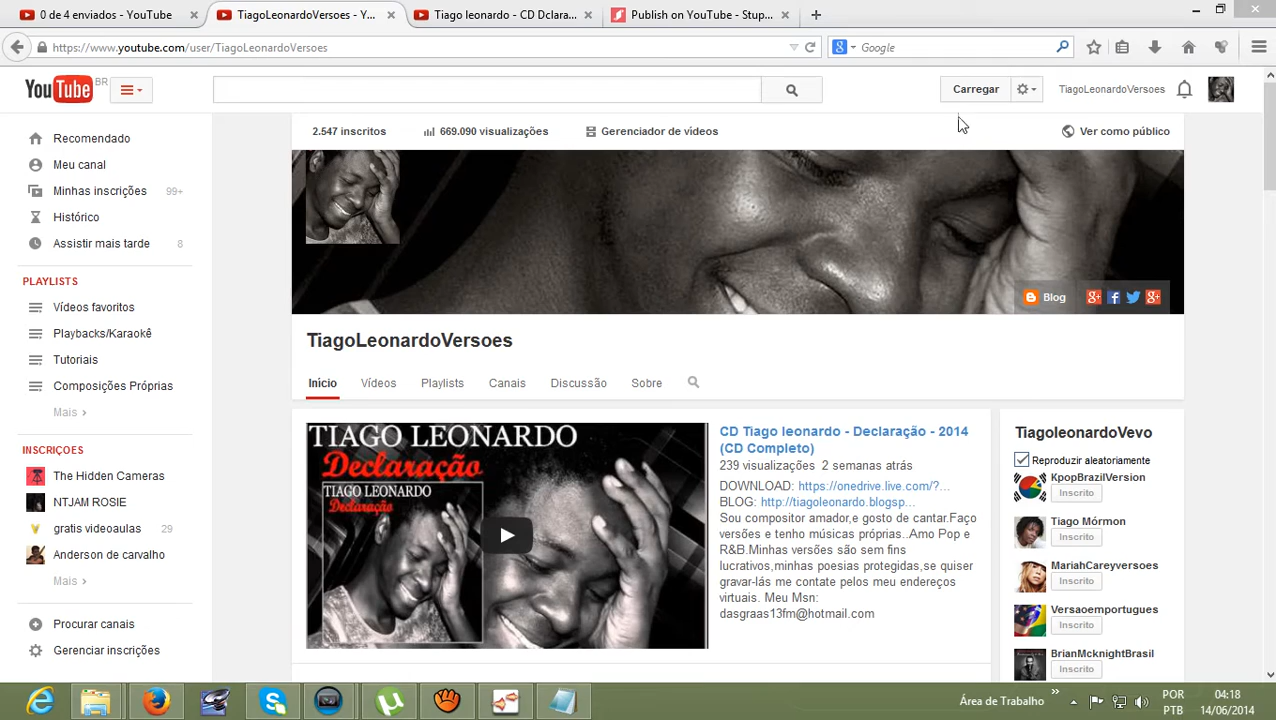 0 de 4 enviados - YouTube
TiagoLeonardoVersoes - Y...
Tiago leonardo - CD Dclara...
Publish on YouTube - Stup...
https://www.youtube.com/user/TiagoLeonardoVersoes
Google
YouTube BR
Carregar
TiagoLeonardoVersoes
2.547 inscritos
669.090 visualizações
Gerenciador de vídeos
Ver como público
Recomendado
Meu canal
Minhas inscrições 99+
Histórico
Assistir mais tarde 8
PLAYLISTS
Vídeos favoritos
Playbacks/Karaokê
Tutoriais
Composições Próprias
Mais
INSCRIÇÕES
The Hidden Cameras
NTJAM ROSIE
gratis videoaulas 29
Anderson de carvalho
Mais
Procurar canais
Gerenciar inscrições
Blog
TiagoLeonardoVersoes
Início
Vídeos
Playlists
Canais
Discussão
Sobre
TIAGO LEONARDO
Declaração
TIAGO LEONARDO
Declaração
CD Tiago leonardo - Declaração - 2014
(CD Completo)
239 visualizações 2 semanas atrás
DOWNLOAD: https://onedrive.live.com/?...
BLOG: http://tiagoleonardo.blogsp...
Sou compositor amador,e gosto de cantar.Faço
versões e tenho músicas próprias..Amo Pop e
R&B.Minhas versões são sem fins
lucrativos,minhas poesias protegidas,se quiser
gravar-lás me contate pelos meu endereços
virtuais. Meu Msn:
dasgraas13fm@hotmail.com
TiagoleonardoVevo
Reproduzir aleatoriamente
KpopBrazilVersion
Inscrito
Tiago Mórmon
Inscrito
MariahCareyversoes
Inscrito
Versaoemportugues
Inscrito
BrianMcknightBrasil
Inscrito
Área de Trabalho
POR
PTB
04:18
14/06/2014